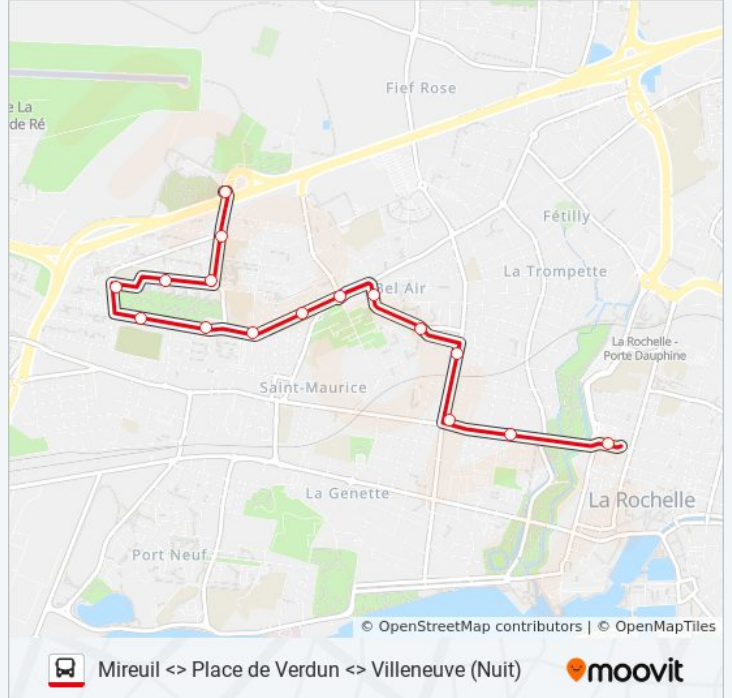 Fief Rose
e La
de Ré
Fétilly
La Trompette
Bel Air
La Rochelle -
Porte Dauphine
Saint-Maurice
La Genette
La Rochelle
Port Neuf
© OpenStreetMap contributors | © OpenMapTiles
Mireuil <> Place de Verdun <> Villeneuve (Nuit)
moovit